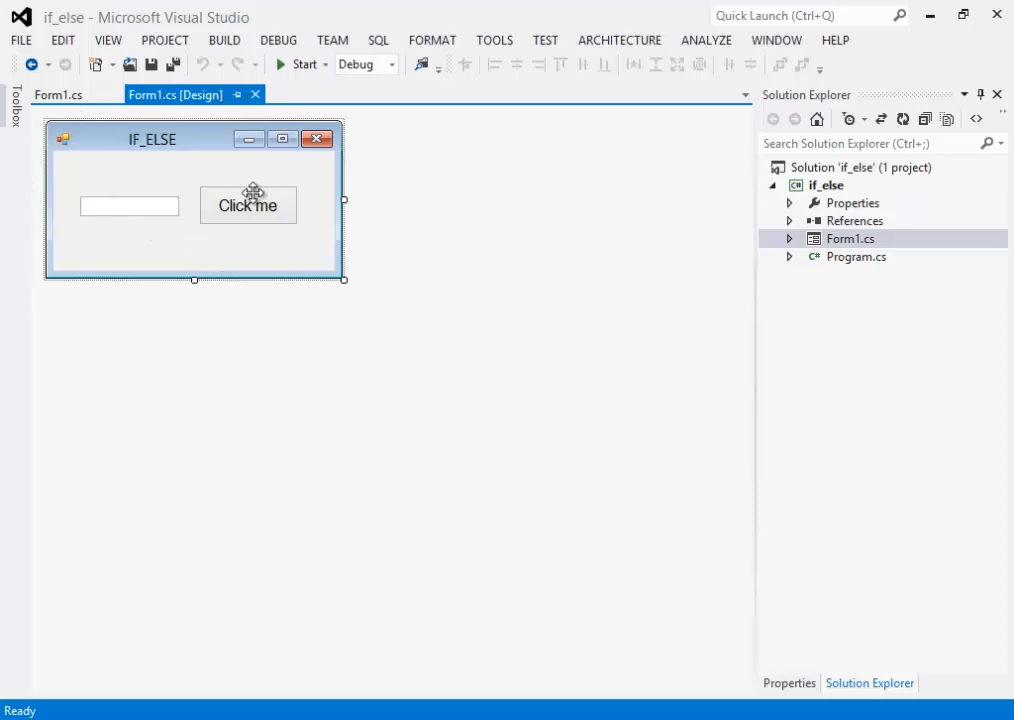 if_else - Microsoft Visual Studio
Quick Launch (Ctrl+Q)
FILE EDIT VIEW PROJECT BUILD DEBUG TEAM SQL FORMAT TOOLS TEST ARCHITECTURE ANALYZE WINDOW HELP
Start Debug
Toolbox
Form1.cs Form1.cs [Design]
Solution Explorer
IF_ELSE
Search Solution Explorer (Ctrl+;)
Solution 'if_else' (1 project)
C# if_else
Properties
Click me
References
Form1.cs
C# Program.cs
Properties Solution Explorer
Ready